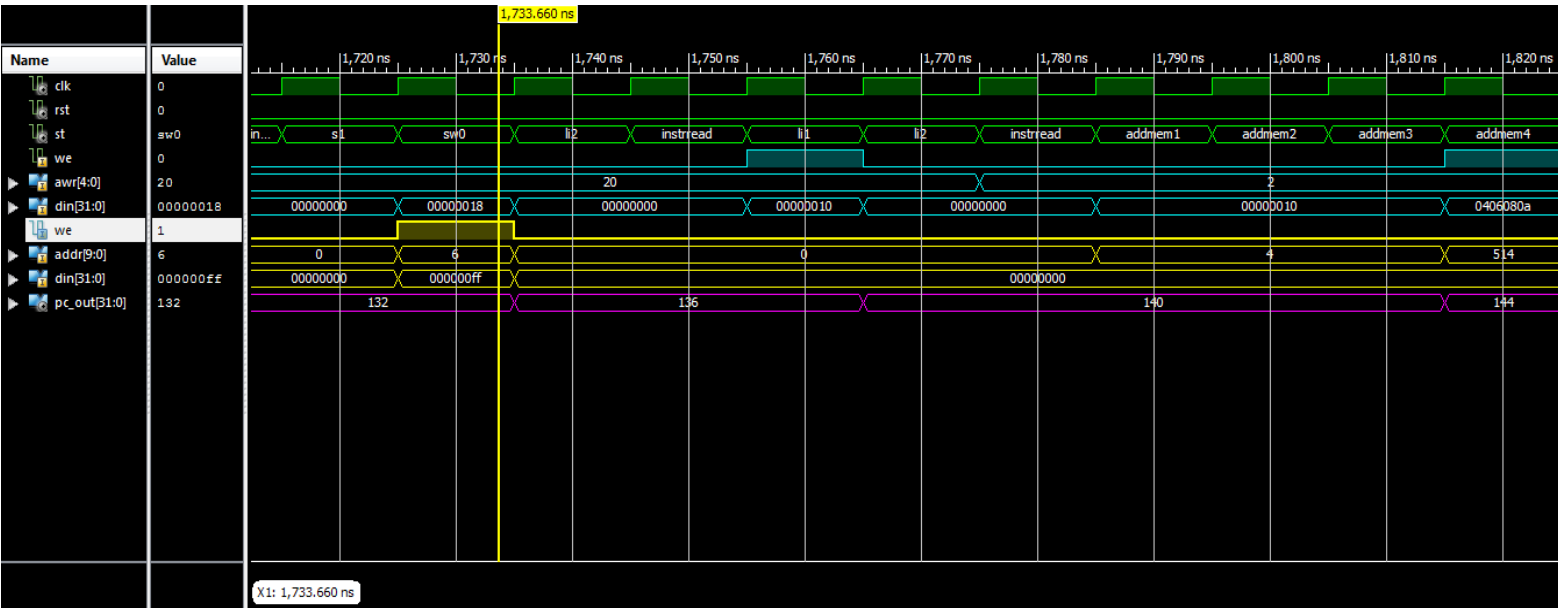 1,733.660 ns
Name Value 1,720 ns 1,730 ns 1,740 ns 1,750 ns 1,760 ns 1,770 ns 1,780 ns 1,790 ns 1,800 ns 1,810 ns 1,820 ns
clk 0
rst 0
st sw0 in... s1 sw0 li2 instrread li1 li2 instrread addmem1 addmem2 addmem3 addmem4
we 0
awr[4:0] 20 20 2
din[31:0] 00000018 00000000 00000018 00000000 00000010 00000000 00000010 0406080a
we 1
addr[9:0] 6 0 6 0 4 514
din[31:0] 000000ff 00000000 000000ff 00000000
pc_out[31:0] 132 132 136 140 144
X1: 1,733.660 ns